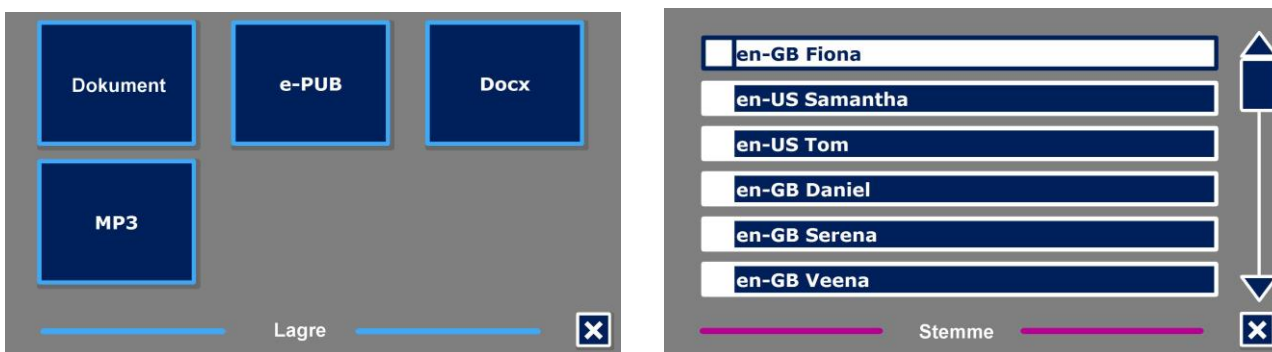 Dokument
e-PUB
Docx
MP3
Lagre
en-GB Fiona
en-US Samantha
en-US Tom
en-GB Daniel
en-GB Serena
en-GB Veena
Stemme